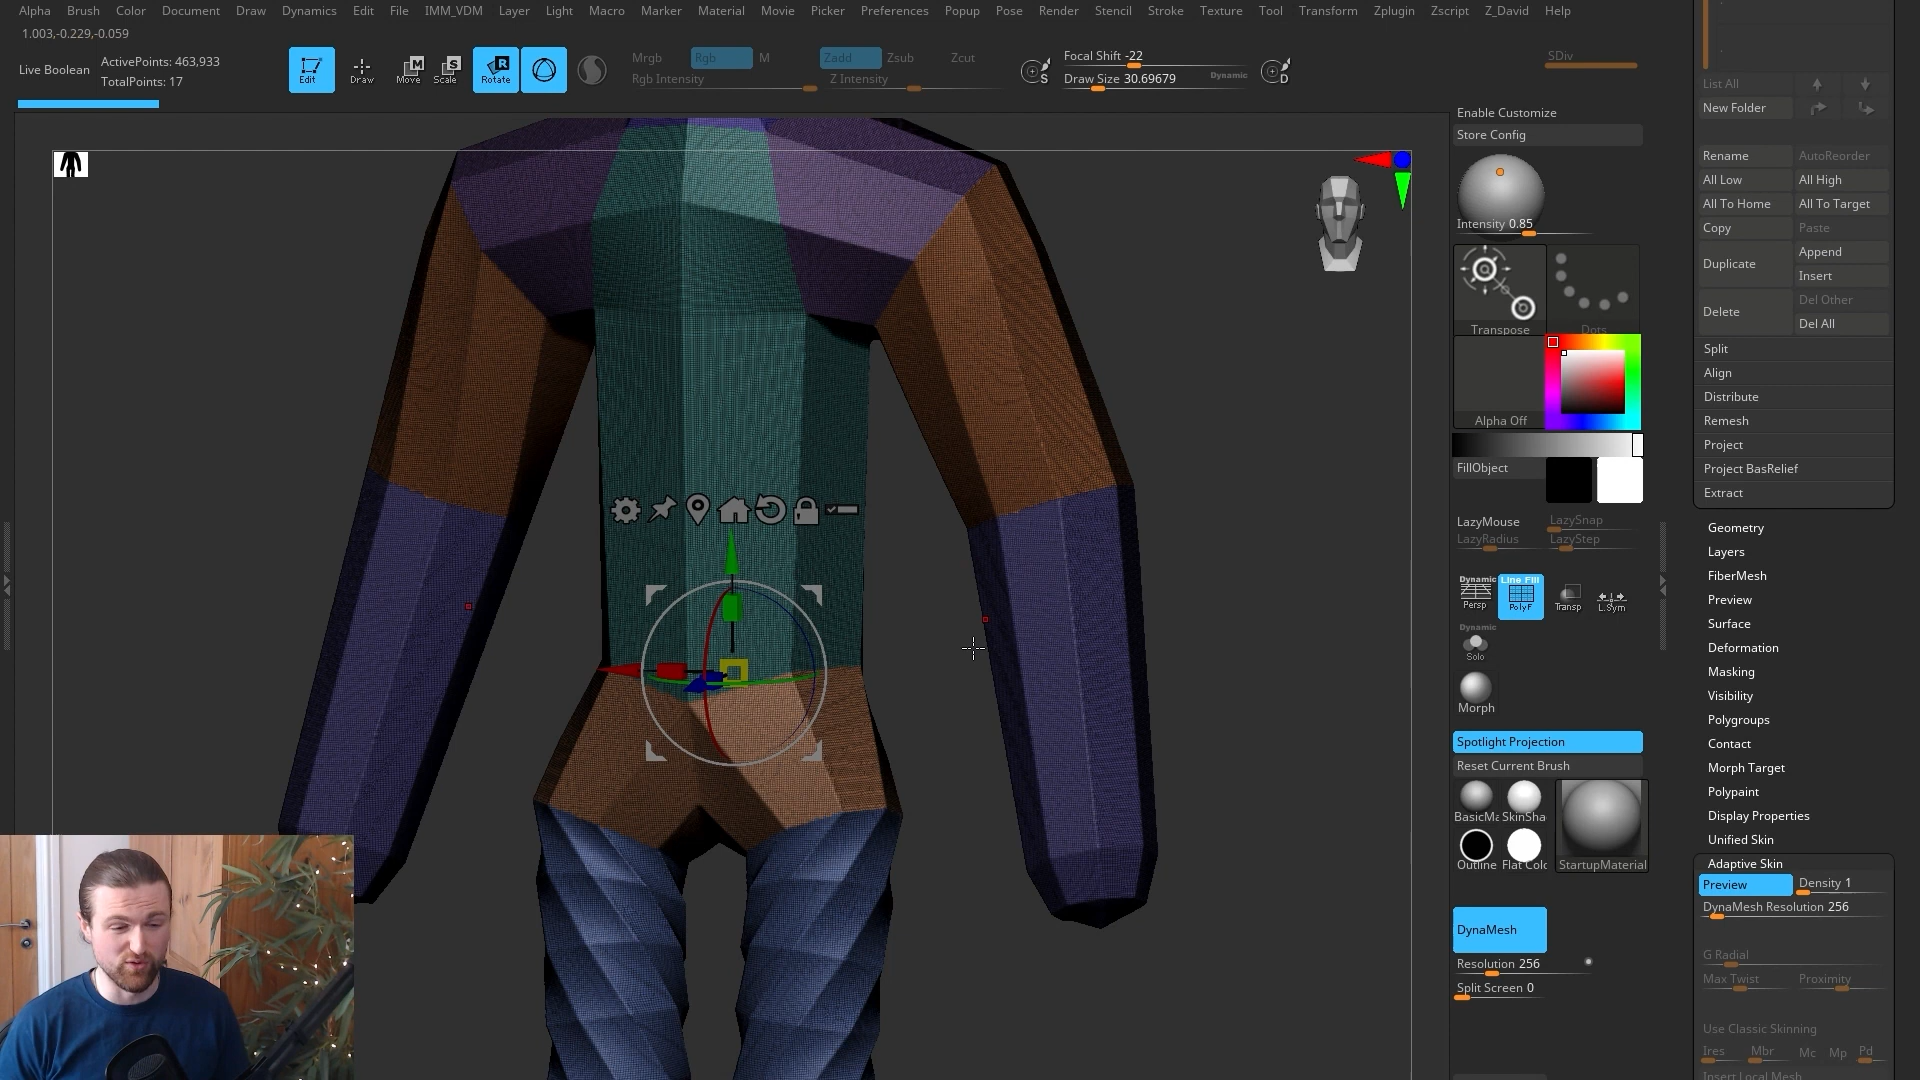 Alpha Brush Color Document Draw Dynamics Edit File IMM_VDM Layer Light Macro Marker Material Movie Picker Preferences Popup Pose Render Stencil Stroke Texture Tool Transform Zplugin Zscript Z_David Help
1.003,-0.229,-0.059
Live Boolean
ActivePoints: 463,933
TotalPoints: 17
Edit Draw Move Scale Rotate
Mrgb Rgb M
Rgb Intensity
Zadd Zsub Zcut
Z Intensity
Focal Shift -22
Draw Size 30.69679 Dynamic
SDiv
Enable Customize
Store Config
Intensity 0.85
Transpose Dots
Alpha Off
FillObject
LazyMouse LazySnap
LazyRadius LazyStep
Dynamic
Persp
Line Fill
PolyF
Transp L.Sym
Dynamic
Solo
Morph
Spotlight Projection
Reset Current Brush
BasicMa SkinSha
Outline Flat Colo
StartupMaterial
DynaMesh
Resolution 256
Split Screen 0
List All
New Folder
Rename AutoReorder
All Low All High
All To Home All To Target
Copy Paste
Duplicate Append
Insert
Delete Del Other
Del All
Split
Align
Distribute
Remesh
Project
Project BasRelief
Extract
Geometry
Layers
FiberMesh
Preview
Surface
Deformation
Masking
Visibility
Polygroups
Contact
Morph Target
Polypaint
Display Properties
Unified Skin
Adaptive Skin
Preview Density 1
DynaMesh Resolution 256
G Radial
Max Twist Proximity
Use Classic Skinning
Ires Mbr Mc Mp Pd
Insert Local Mesh